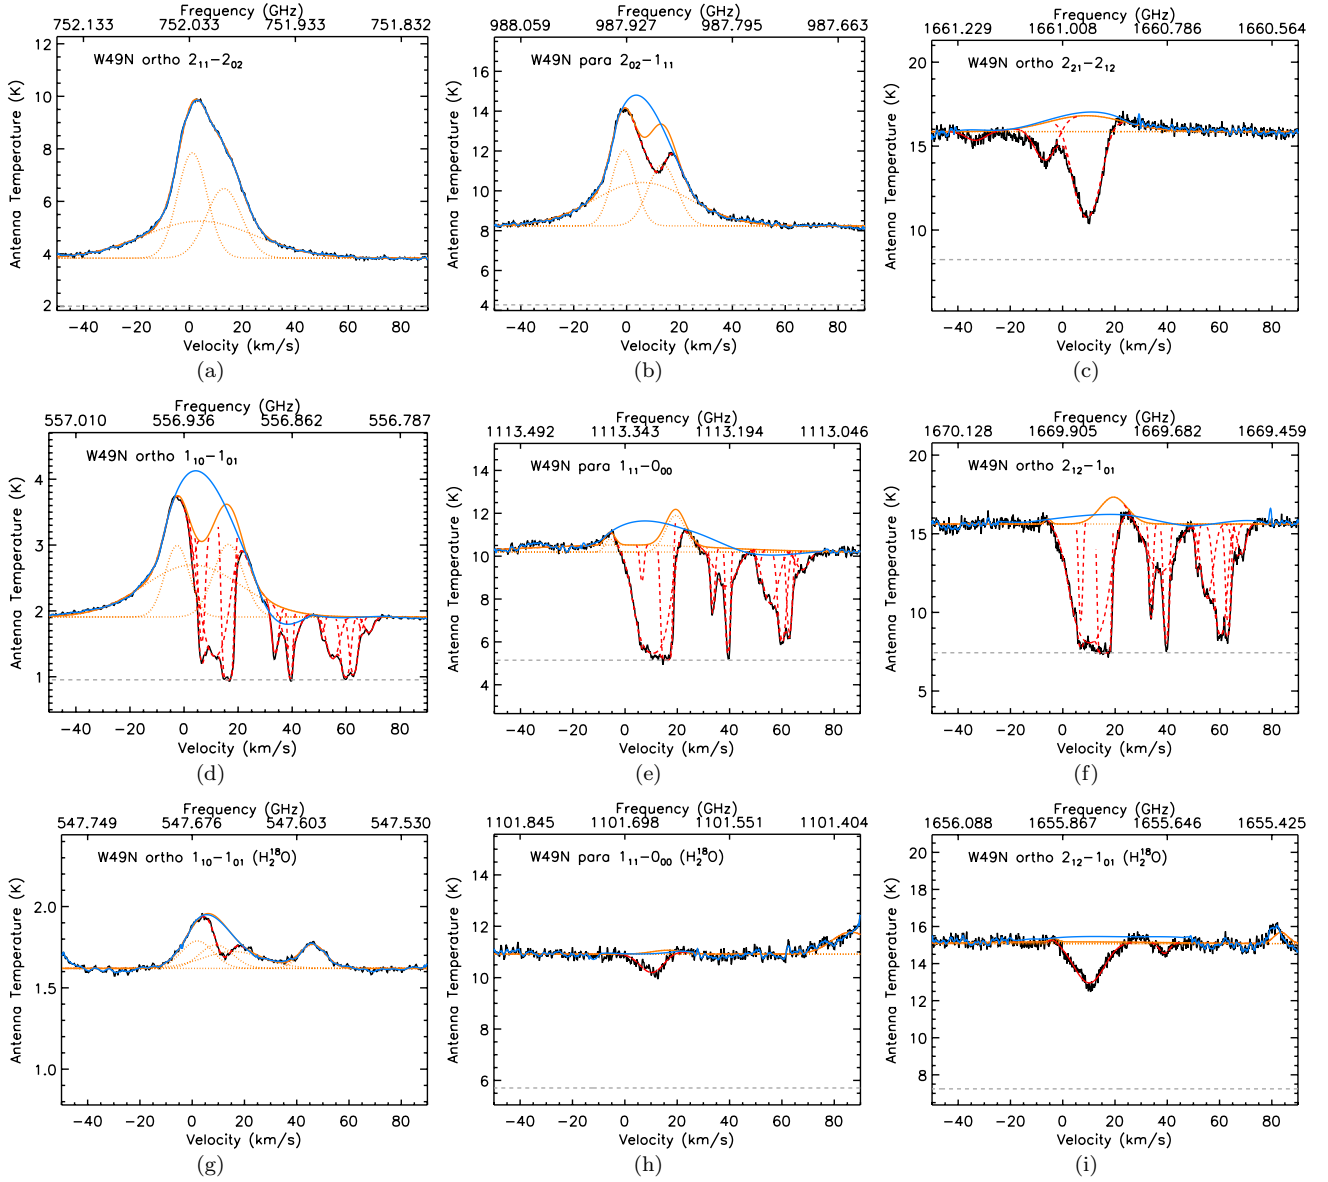 Frequency (GHz)
752.133 752.033 751.933 751.832
W49N ortho 2₁₁−2₀₂
Antenna Temperature (K)
12
10
8
6
4
2
−40 −20 0 20 40 60 80
Velocity (km/s)
(a)
Frequency (GHz)
988.059 987.927 987.795 987.663
W49N para 2₀₂−1₁₁
Antenna Temperature (K)
16
14
12
10
8
6
4
−40 −20 0 20 40 60 80
Velocity (km/s)
(b)
Frequency (GHz)
1661.229 1661.008 1660.786 1660.564
W49N ortho 2₂₁−2₁₂
Antenna Temperature (K)
20
15
10
−40 −20 0 20 40 60 80
Velocity (km/s)
(c)
Frequency (GHz)
557.010 556.936 556.862 556.787
W49N ortho 1₁₀−1₀₁
Antenna Temperature (K)
4
3
2
1
−40 −20 0 20 40 60 80
Velocity (km/s)
(d)
Frequency (GHz)
1113.492 1113.343 1113.194 1113.046
W49N para 1₁₁−0₀₀
Antenna Temperature (K)
14
12
10
8
6
4
−40 −20 0 20 40 60 80
Velocity (km/s)
(e)
Frequency (GHz)
1670.128 1669.905 1669.682 1669.459
W49N ortho 2₁₂−1₀₁
Antenna Temperature (K)
20
15
10
5
−40 −20 0 20 40 60 80
Velocity (km/s)
(f)
Frequency (GHz)
547.749 547.676 547.603 547.530
W49N ortho 1₁₀−1₀₁ (H₂¹⁸O)
Antenna Temperature (K)
2.0
1.5
1.0
−40 −20 0 20 40 60 80
Velocity (km/s)
(g)
Frequency (GHz)
1101.845 1101.698 1101.551 1101.404
W49N para 1₁₁−0₀₀ (H₂¹⁸O)
Antenna Temperature (K)
14
12
10
8
6
−40 −20 0 20 40 60 80
Velocity (km/s)
(h)
Frequency (GHz)
1656.088 1655.867 1655.646 1655.425
W49N ortho 2₁₂−1₀₁ (H₂¹⁸O)
Antenna Temperature (K)
20
18
16
14
12
10
8
−40 −20 0 20 40 60 80
Velocity (km/s)
(i)